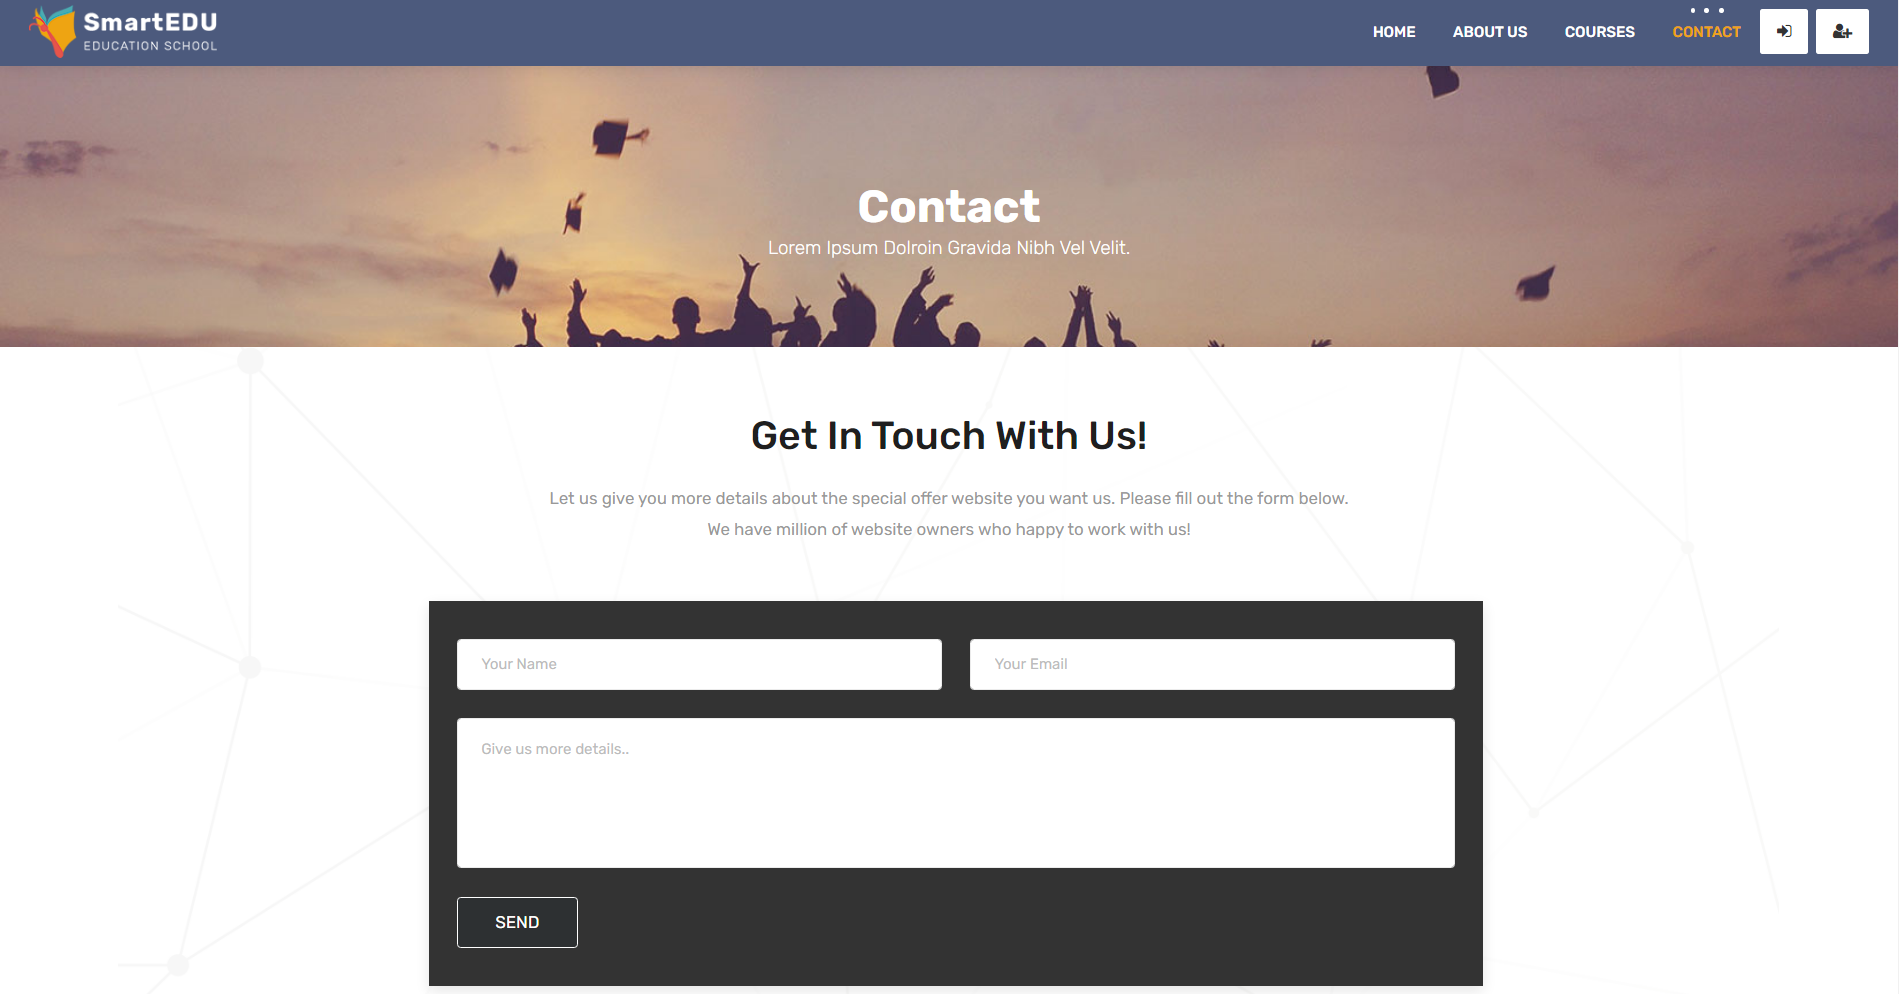 SmartEDU
EDUCATION SCHOOL
HOME
ABOUT US
COURSES
CONTACT
Contact
Lorem Ipsum Dolroin Gravida Nibh Vel Velit.
Get In Touch With Us!
Let us give you more details about the special offer website you want us. Please fill out the form below.
We have million of website owners who happy to work with us!
Your Name
Your Email
Give us more details..
SEND